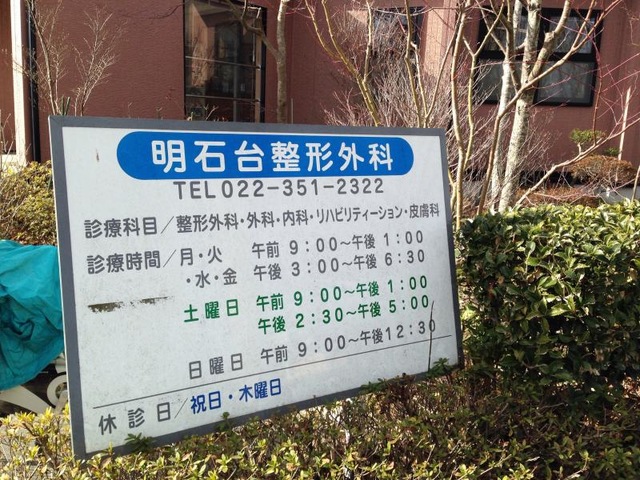 明石台整形外科
TEL022-351-2322
診療科目/整形外科・外科・内科・リハビリティーション・皮膚科
診療時間/月・火 午前 9:00～午後 1:00
・水・金 午後 3:00～午後 6:30
土曜日 午前 9:00～午後 1:00
午後 2:30～午後 5:00
日曜日 午前 9:00～午後12:30
休診日/祝日・木曜日